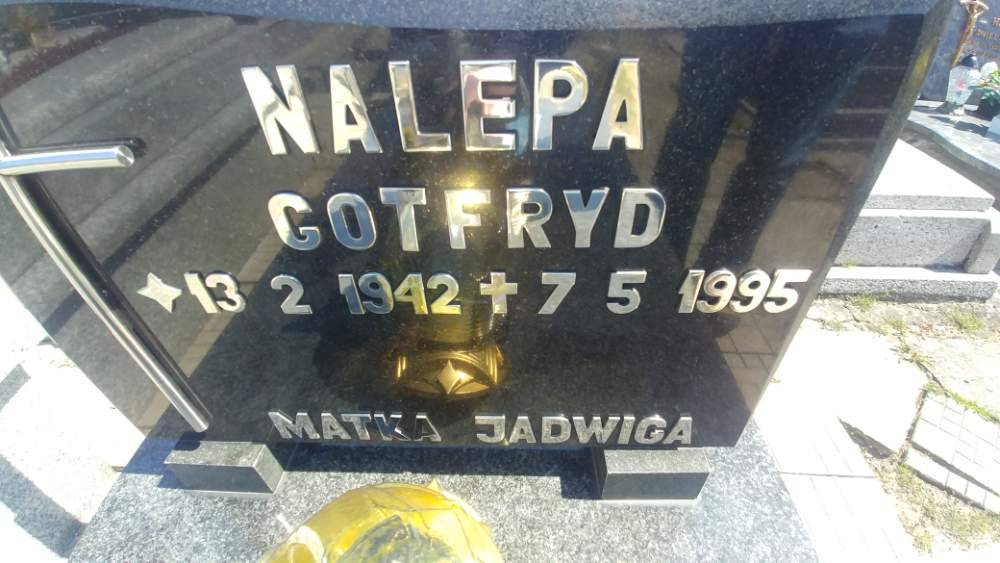 NALEPA
GOTFRYD
13 2 1942 7 5 1995
MATKA JADWIGA